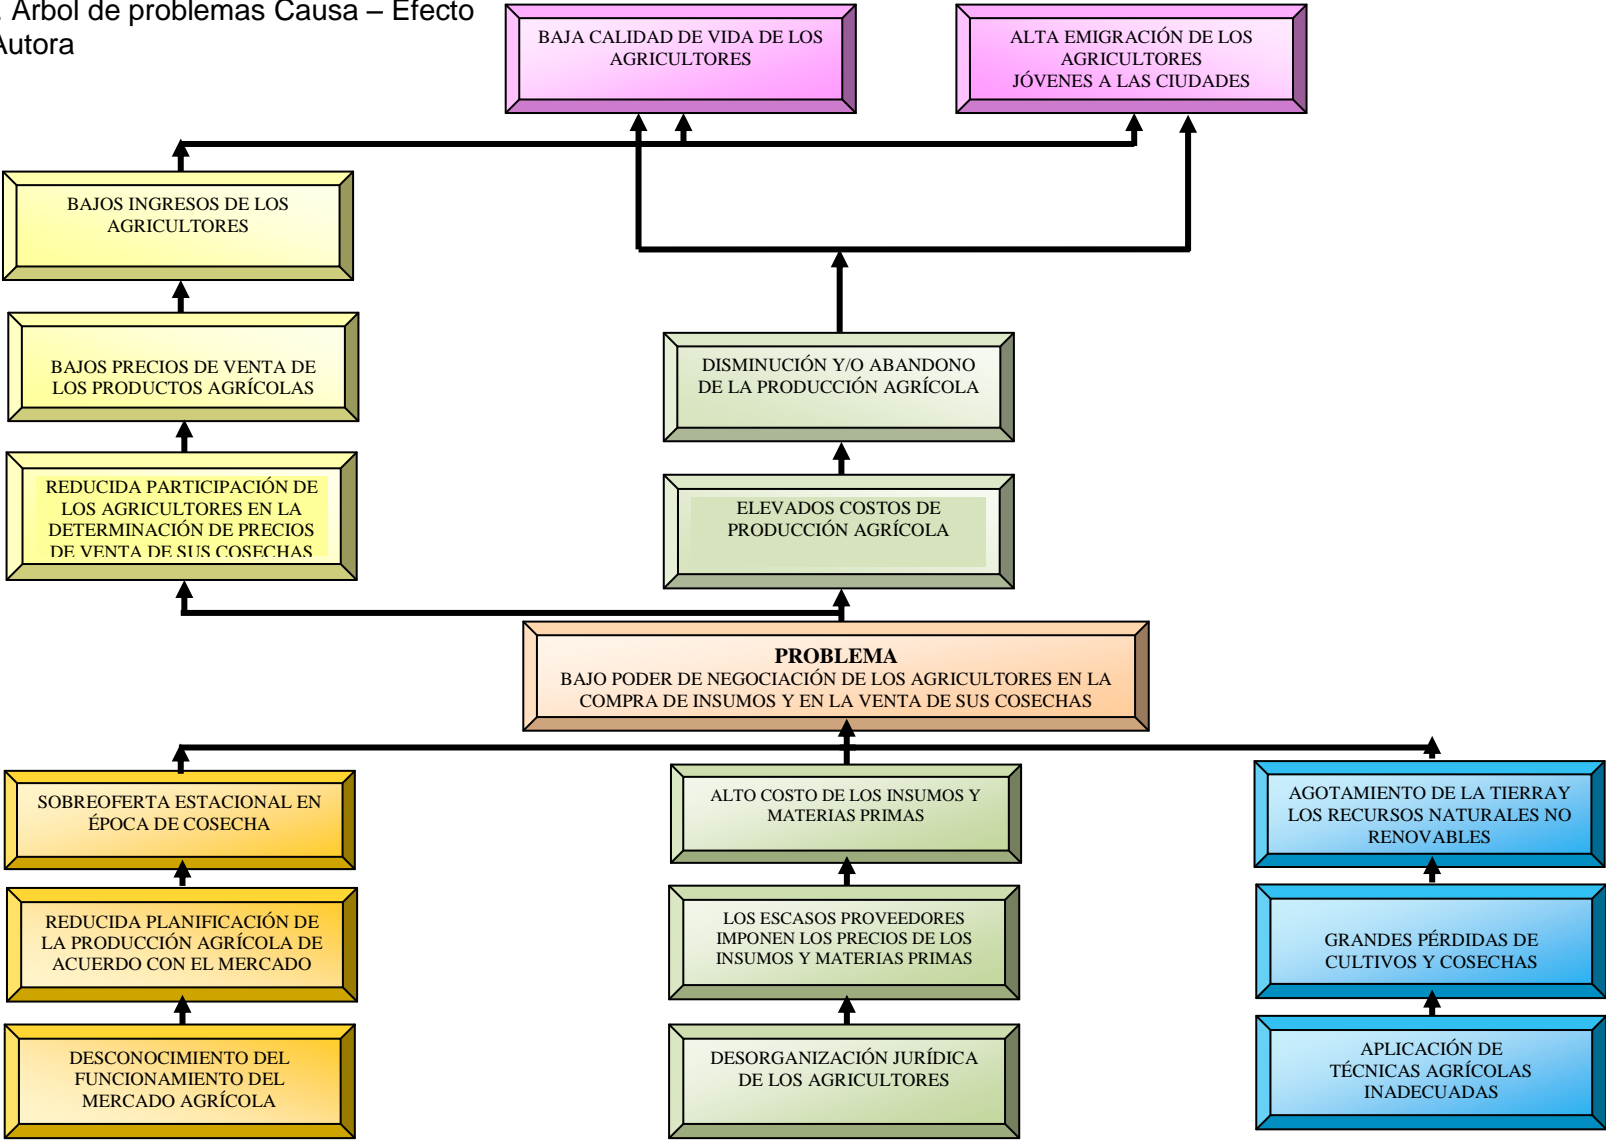 . Árbol de problemas Causa – Efecto
Autora
BAJA CALIDAD DE VIDA DE LOS
AGRICULTORES
ALTA EMIGRACIÓN DE LOS
AGRICULTORES
JÓVENES A LAS CIUDADES
BAJOS INGRESOS DE LOS
AGRICULTORES
BAJOS PRECIOS DE VENTA DE
LOS PRODUCTOS AGRÍCOLAS
DISMINUCIÓN Y/O ABANDONO
DE LA PRODUCCIÓN AGRÍCOLA
REDUCIDA PARTICIPACIÓN DE
LOS AGRICULTORES EN LA
DETERMINACIÓN DE PRECIOS
DE VENTA DE SUS COSECHAS
ELEVADOS COSTOS DE
PRODUCCIÓN AGRÍCOLA
PROBLEMA
BAJO PODER DE NEGOCIACIÓN DE LOS AGRICULTORES EN LA
COMPRA DE INSUMOS Y EN LA VENTA DE SUS COSECHAS
SOBREOFERTA ESTACIONAL EN
ÉPOCA DE COSECHA
ALTO COSTO DE LOS INSUMOS Y
MATERIAS PRIMAS
AGOTAMIENTO DE LA TIERRAY
LOS RECURSOS NATURALES NO
RENOVABLES
REDUCIDA PLANIFICACIÓN DE
LA PRODUCCIÓN AGRÍCOLA DE
ACUERDO CON EL MERCADO
LOS ESCASOS PROVEEDORES
IMPONEN LOS PRECIOS DE LOS
INSUMOS Y MATERIAS PRIMAS
GRANDES PÉRDIDAS DE
CULTIVOS Y COSECHAS
DESCONOCIMIENTO DEL
FUNCIONAMIENTO DEL
MERCADO AGRÍCOLA
DESORGANIZACIÓN JURÍDICA
DE LOS AGRICULTORES
APLICACIÓN DE
TÉCNICAS AGRÍCOLAS
INADECUADAS